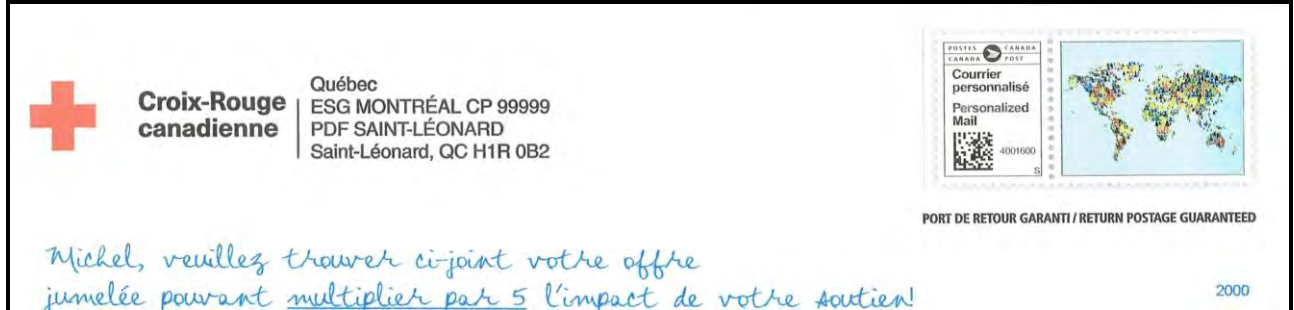 Croix-Rouge
canadienne
Québec
ESG MONTRÉAL CP 99999
PDF SAINT-LÉONARD
Saint-Léonard, QC H1R 0B2
POSTES CANADA
CANADA POST
Courrier
personnalisé
Personalized
Mail
4001600
S
PORT DE RETOUR GARANTI / RETURN POSTAGE GUARANTEED
Michel, veuillez trouver ci-joint votre offre
jumelée pouvant multiplier par 5 l'impact de votre soutien!
2000